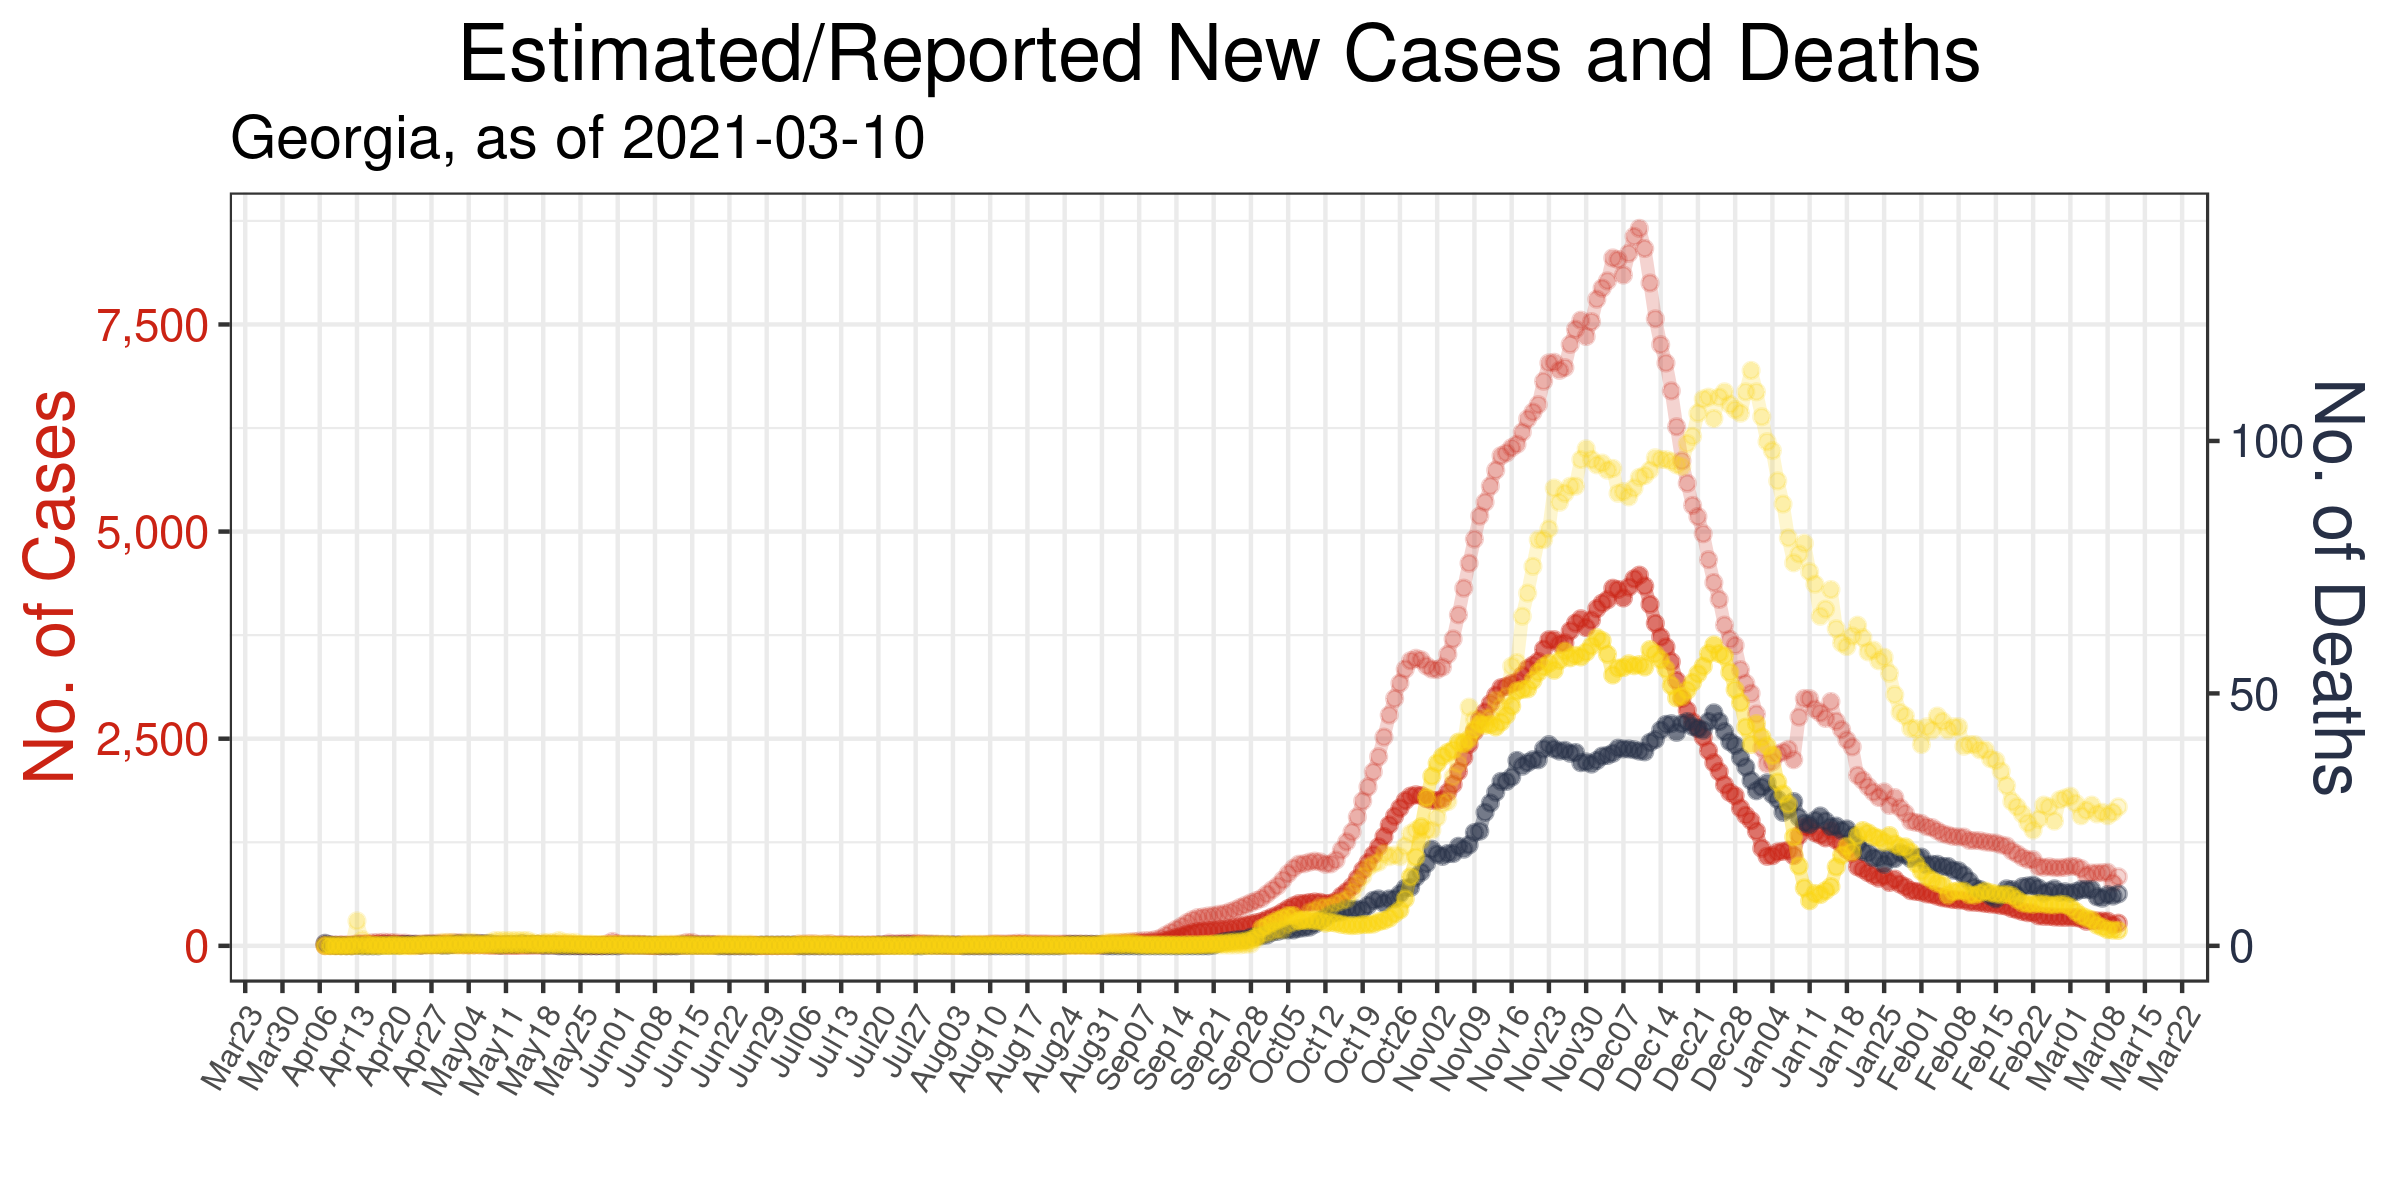 Estimated/Reported New Cases and Deaths
Georgia, as of 2021-03-10
No. of Cases
7,500
5,000
2,500
0
No. of Deaths
100
50
0
Mar23 Mar30 Apr06 Apr13 Apr20 Apr27 May04 May11 May18 May25 Jun01 Jun08 Jun15 Jun22 Jun29 Jul06 Jul13 Jul20 Jul27 Aug03 Aug10 Aug17 Aug24 Aug31 Sep07 Sep14 Sep21 Sep28 Oct05 Oct12 Oct19 Oct26 Nov02 Nov09 Nov16 Nov23 Nov30 Dec07 Dec14 Dec21 Dec28 Jan04 Jan11 Jan18 Jan25 Feb01 Feb08 Feb15 Feb22 Mar01 Mar08 Mar15 Mar22